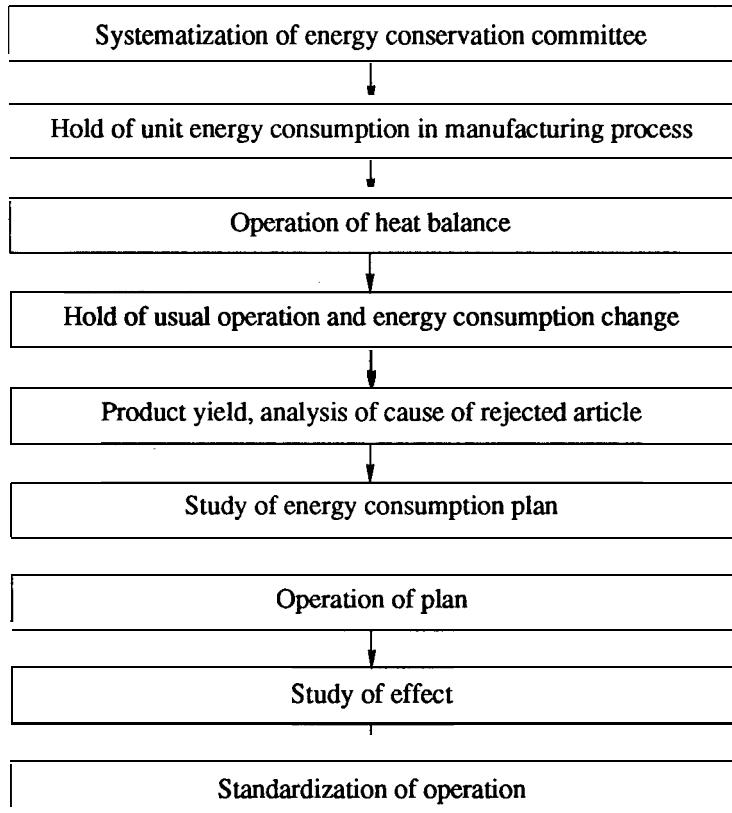 Systematization of energy conservation committee
Hold of unit energy consumption in manufacturing process
Operation of heat balance
Hold of usual operation and energy consumption change
Product yield, analysis of cause of rejected article
Study of energy consumption plan
Operation of plan
Study of effect
Standardization of operation